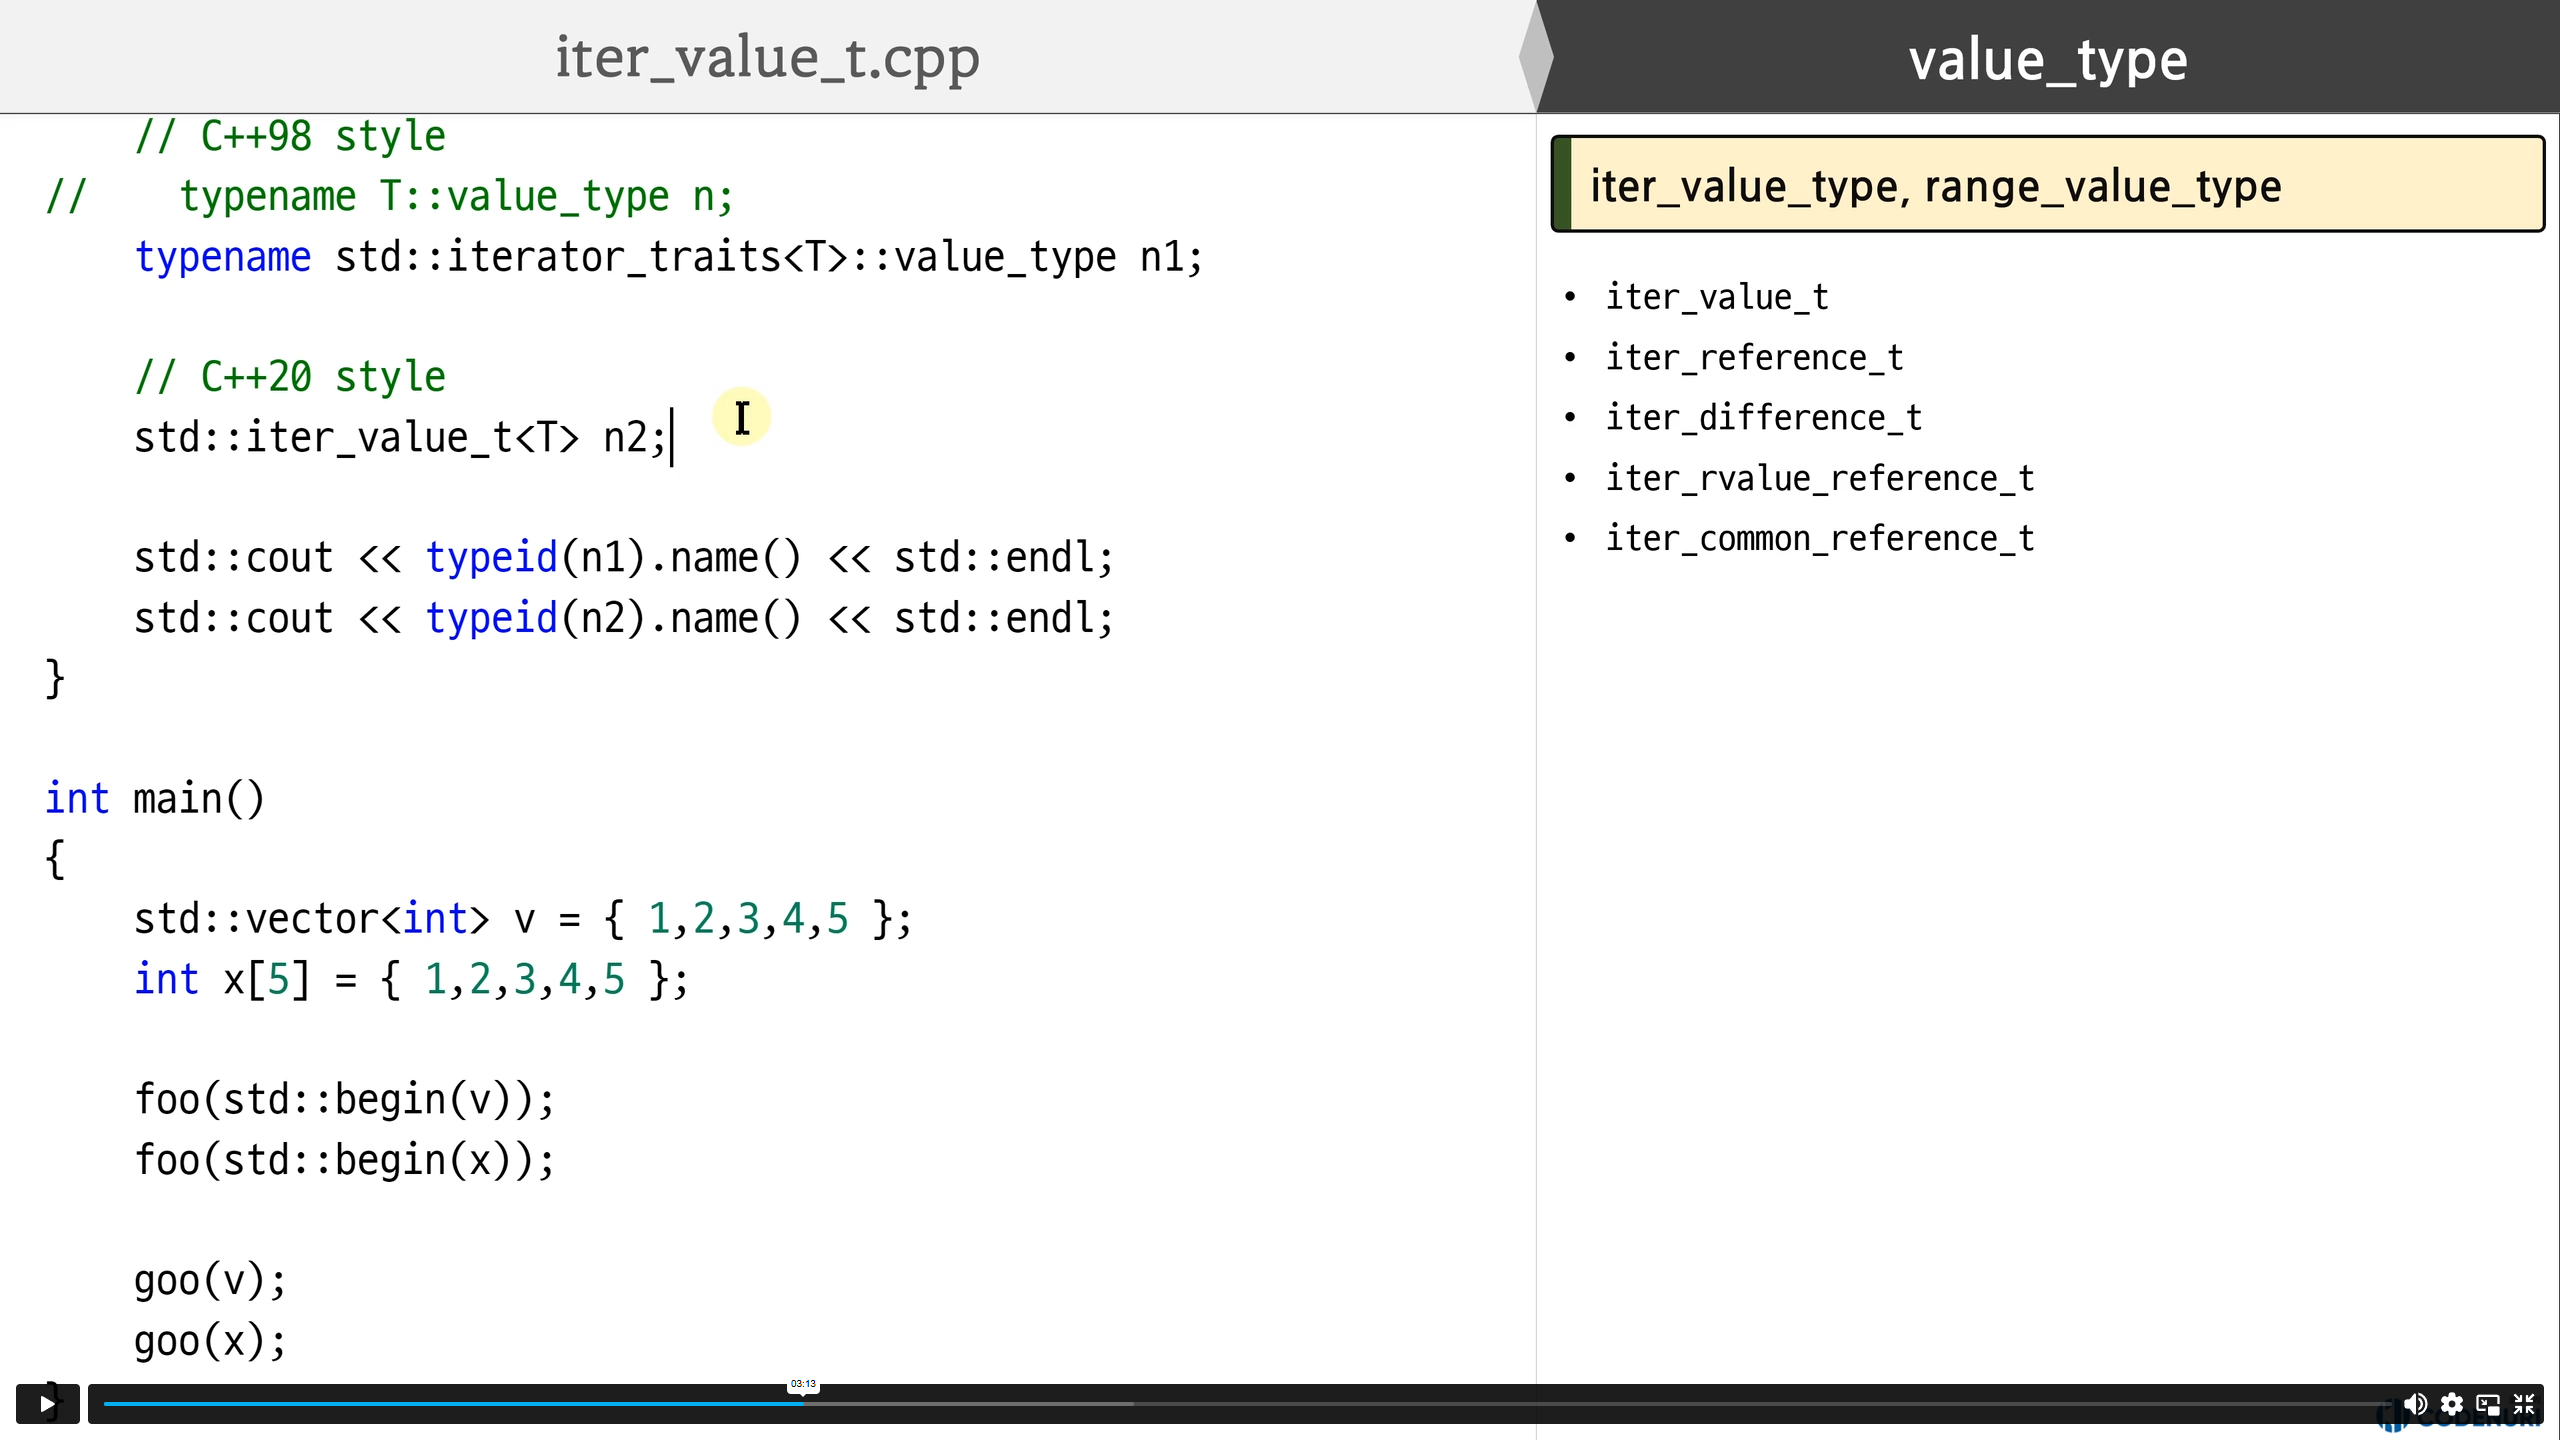 iter_value_t.cpp
value_type
// C++98 style
//    typename T::value_type n;
typename std::iterator_traits<T>::value_type n1;
// C++20 style
std::iter_value_t<T> n2;
std::cout << typeid(n1).name() << std::endl;
std::cout << typeid(n2).name() << std::endl;
}
int main()
{
std::vector<int> v = { 1,2,3,4,5 };
int x[5] = { 1,2,3,4,5 };
foo(std::begin(v));
foo(std::begin(x));
goo(v);
goo(x);
}
iter_value_type, range_value_type
• iter_value_t
• iter_reference_t
• iter_difference_t
• iter_rvalue_reference_t
• iter_common_reference_t
03:13
CODENURI